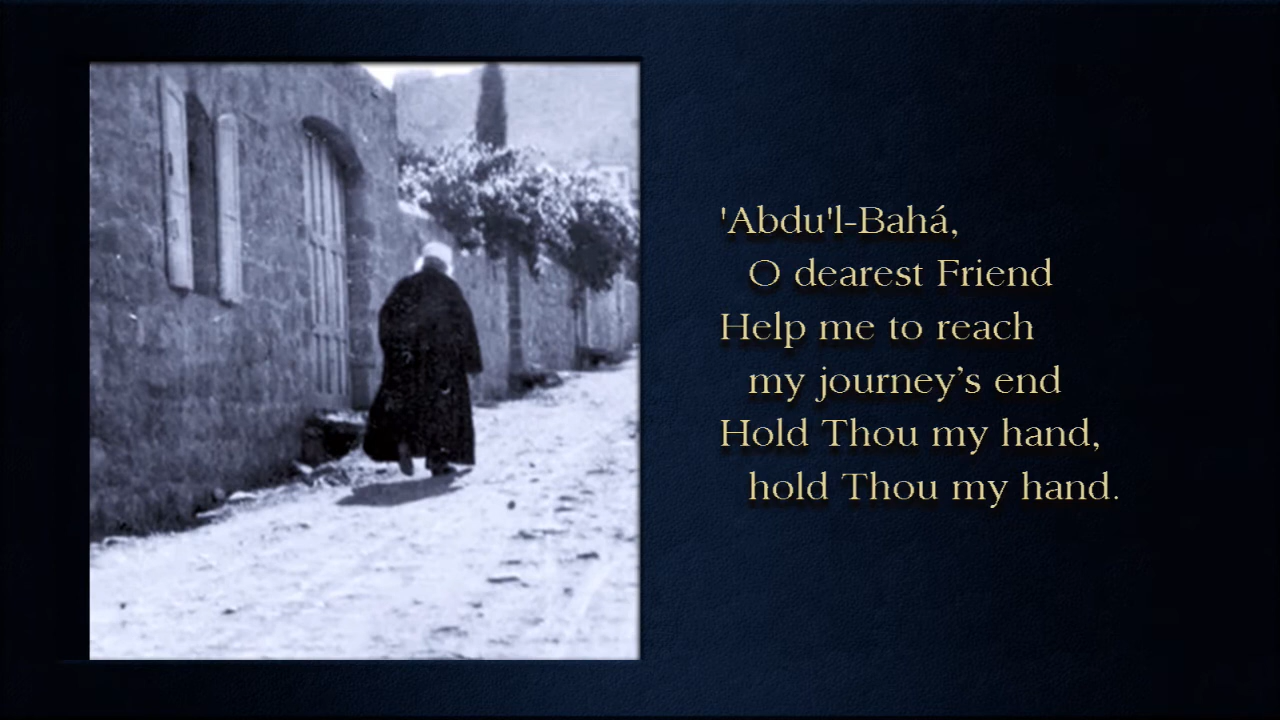 'Abdu'l-Bahá,
O dearest Friend
Help me to reach
my journey’s end
Hold Thou my hand,
hold Thou my hand.